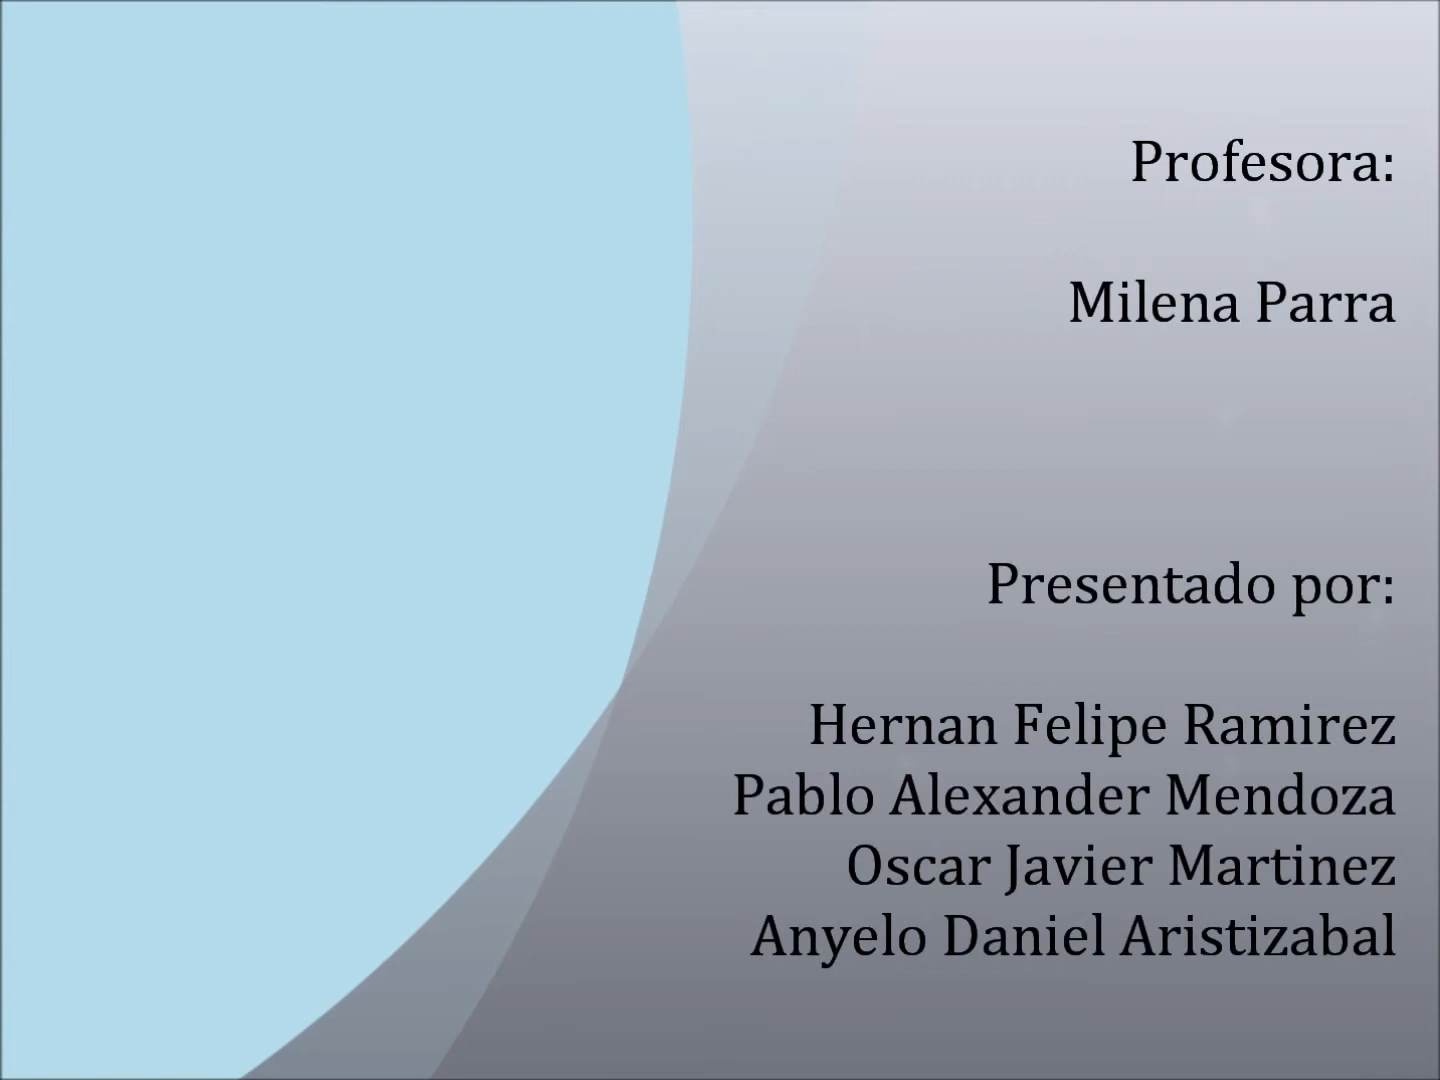 Profesora:
Milena Parra
Presentado por:
Hernan Felipe Ramirez
Pablo Alexander Mendoza
Oscar Javier Martinez
Anyelo Daniel Aristizabal